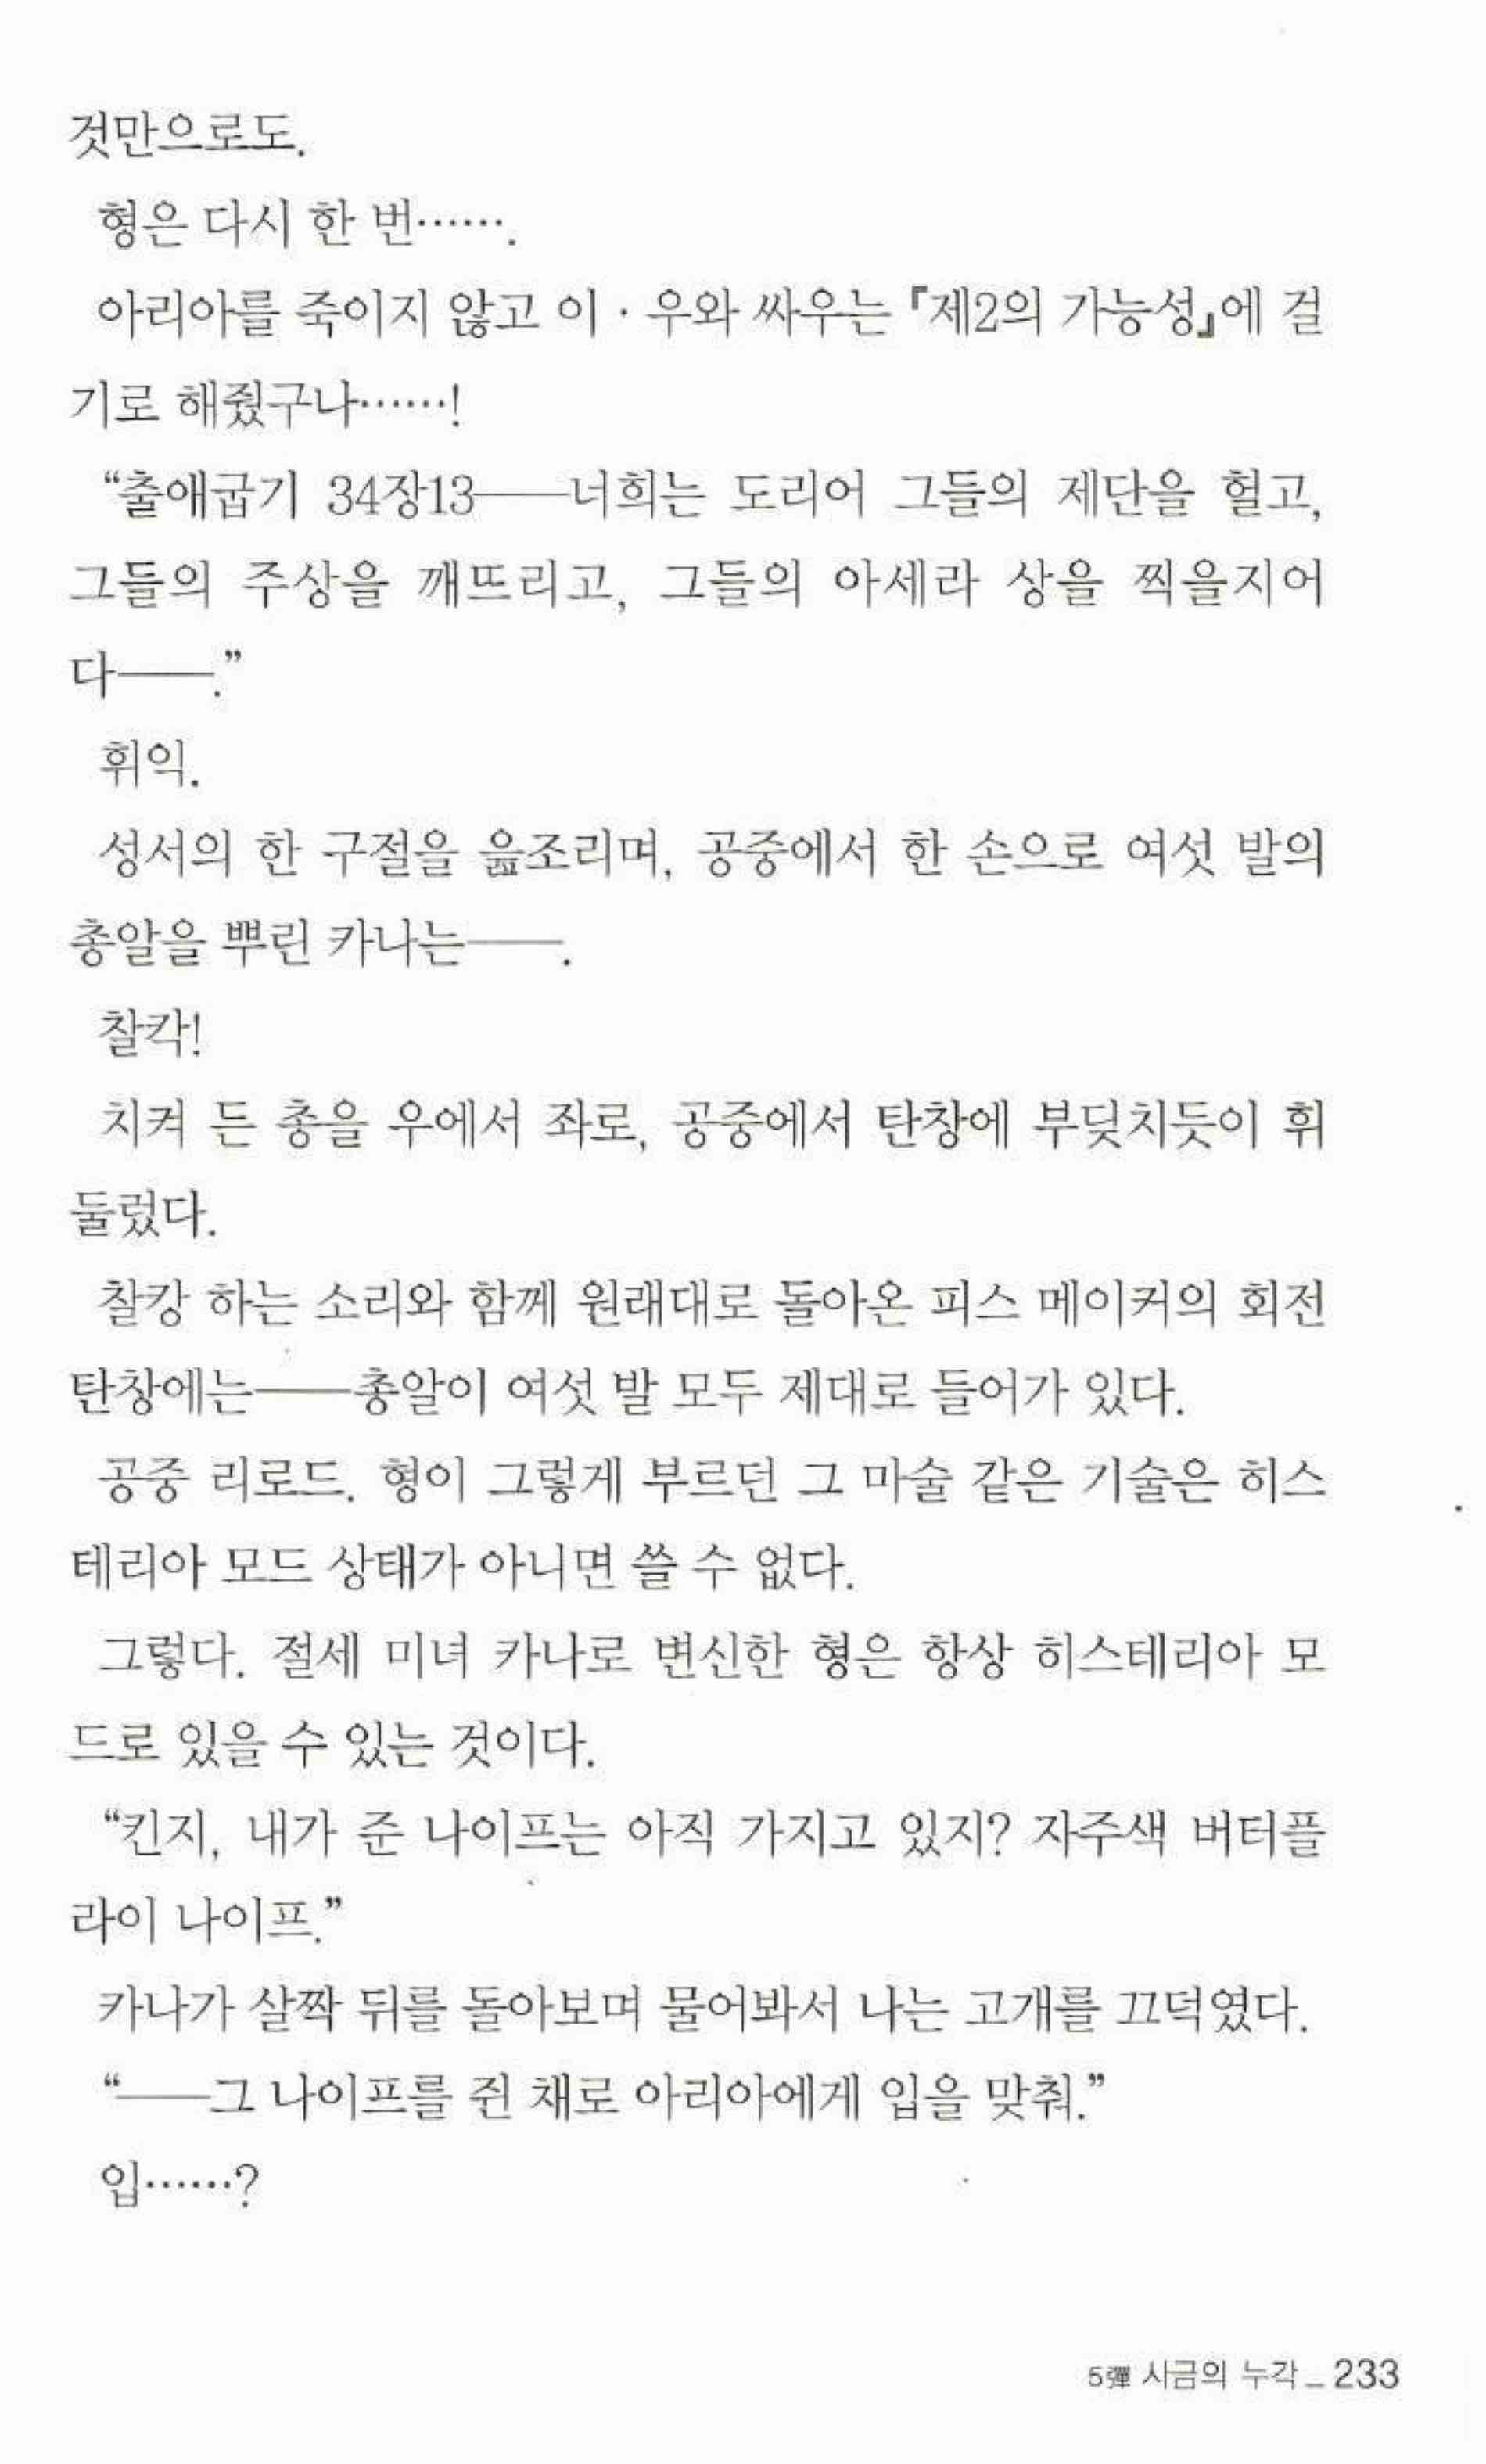 것만으로도.
형은 다시 한 번…….
아리아를 죽이지 않고 이·우와 싸우는 『제2의 가능성』에 걸
기로 해줬구나……!
“출애굽기 34장13──너희는 도리어 그들의 제단을 헐고,
그들의 주상을 깨뜨리고, 그들의 아세라 상을 찍을지어
다──.”
휘익.
성서의 한 구절을 읊조리며, 공중에서 한 손으로 여섯 발의
총알을 뿌린 카나는──.
찰칵!
치켜 든 총을 우에서 좌로, 공중에서 탄창에 부딪치듯이 휘
둘렀다.
찰캉 하는 소리와 함께 원래대로 돌아온 피스 메이커의 회전
탄창에는──총알이 여섯 발 모두 제대로 들어가 있다.
공중 리로드. 형이 그렇게 부르던 그 마술 같은 기술은 히스
테리아 모드 상태가 아니면 쓸 수 없다.
그렇다. 절세 미녀 카나로 변신한 형은 항상 히스테리아 모
드로 있을 수 있는 것이다.
“킨지, 내가 준 나이프는 아직 가지고 있지? 자주색 버터플
라이 나이프.”
카나가 살짝 뒤를 돌아보며 물어봐서 나는 고개를 끄덕였다.
“──그 나이프를 쥔 채로 아리아에게 입을 맞춰.”
입……?
5彈 사금의 누각 _ 233